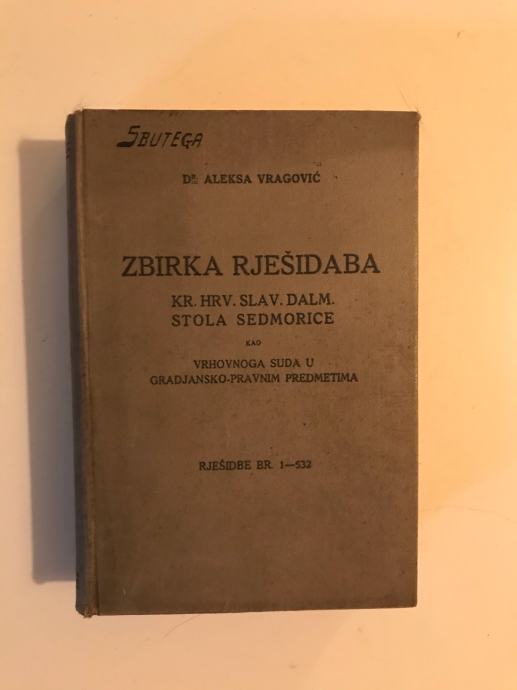 SBUTEGA
DR. ALEKSA VRAGOVIĆ
ZBIRKA RJEŠIDABA
KR. HRV. SLAV. DALM.
STOLA SEDMORICE
KAO
VRHOVNOGA SUDA U
GRADJANSKO-PRAVNIM PREDMETIMA
RJEŠIDBE BR. 1—532